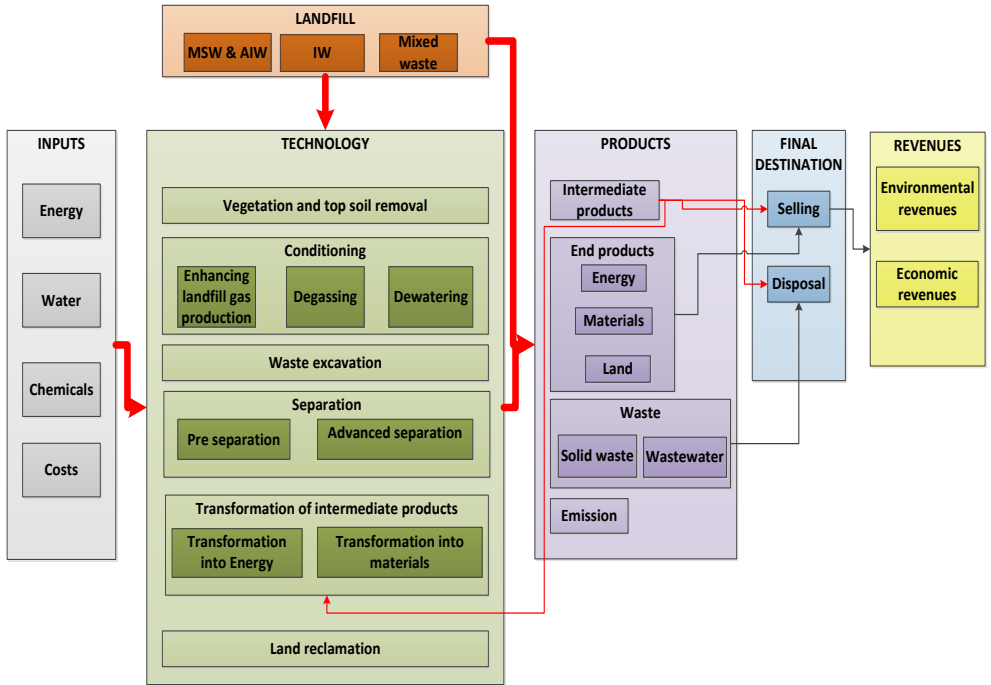 LANDFILL
MSW & AIW
IW
Mixed
waste
INPUTS
Energy
Water
Chemicals
Costs
TECHNOLOGY
Vegetation and top soil removal
Conditioning
Enhancing
landfill gas
production
Degassing
Dewatering
Waste excavation
Separation
Pre separation
Advanced separation
Transformation of intermediate products
Transformation
into Energy
Transformation into
materials
Land reclamation
PRODUCTS
Intermediate
products
End products
Energy
Materials
Land
Waste
Solid waste
Wastewater
Emission
FINAL
DESTINATION
Selling
Disposal
REVENUES
Environmental
revenues
Economic
revenues